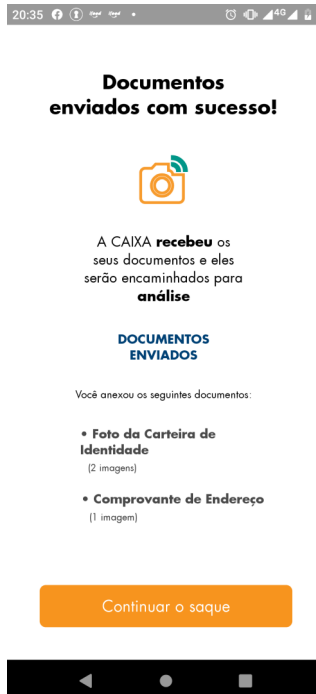 20:35
4G
Documentos
enviados com sucesso!
A CAIXA recebeu os
seus documentos e eles
serão encaminhados para
análise
DOCUMENTOS
ENVIADOS
Você anexou os seguintes documentos:
• Foto da Carteira de
Identidade
(2 imagens)
• Comprovante de Endereço
(1 imagem)
Continuar o saque